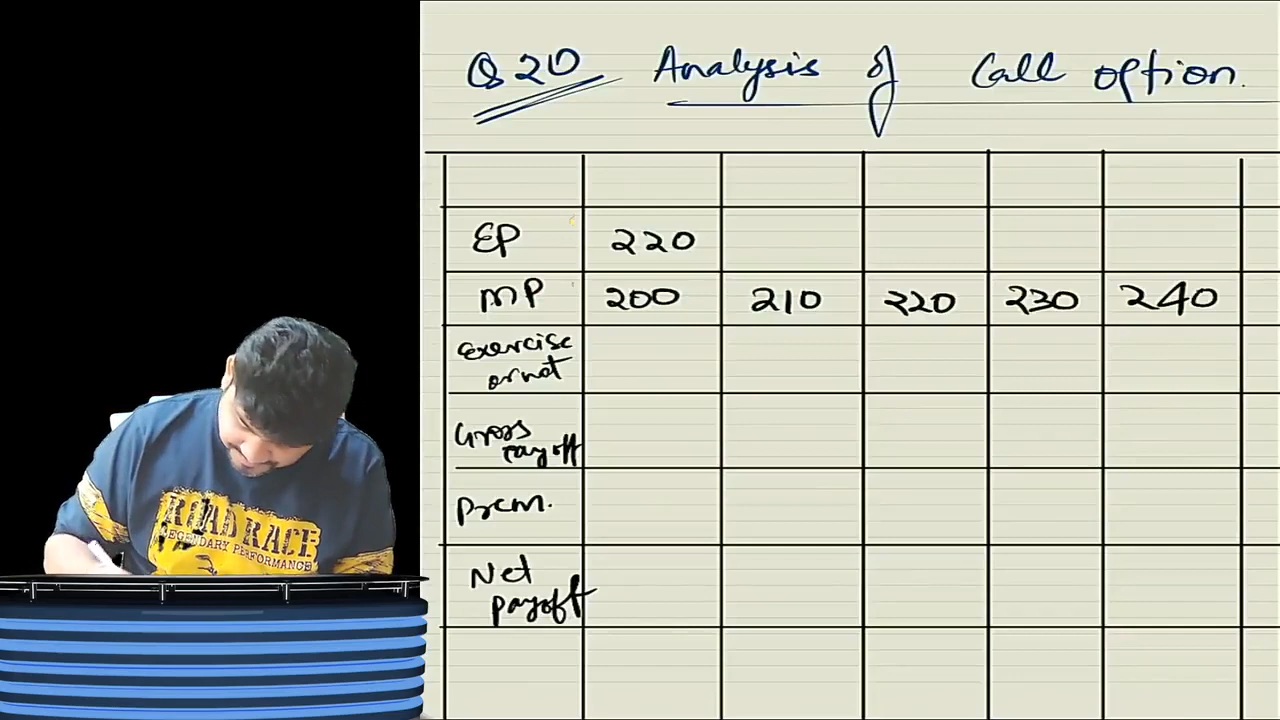 Q 20 Analysis of Call option.
EP 220
MP 200 210 220 230 240
Exercise
or not
Gross
payoff
Prem.
Net
payoff
ROAD RACE
LEGENDARY PERFORMANCE